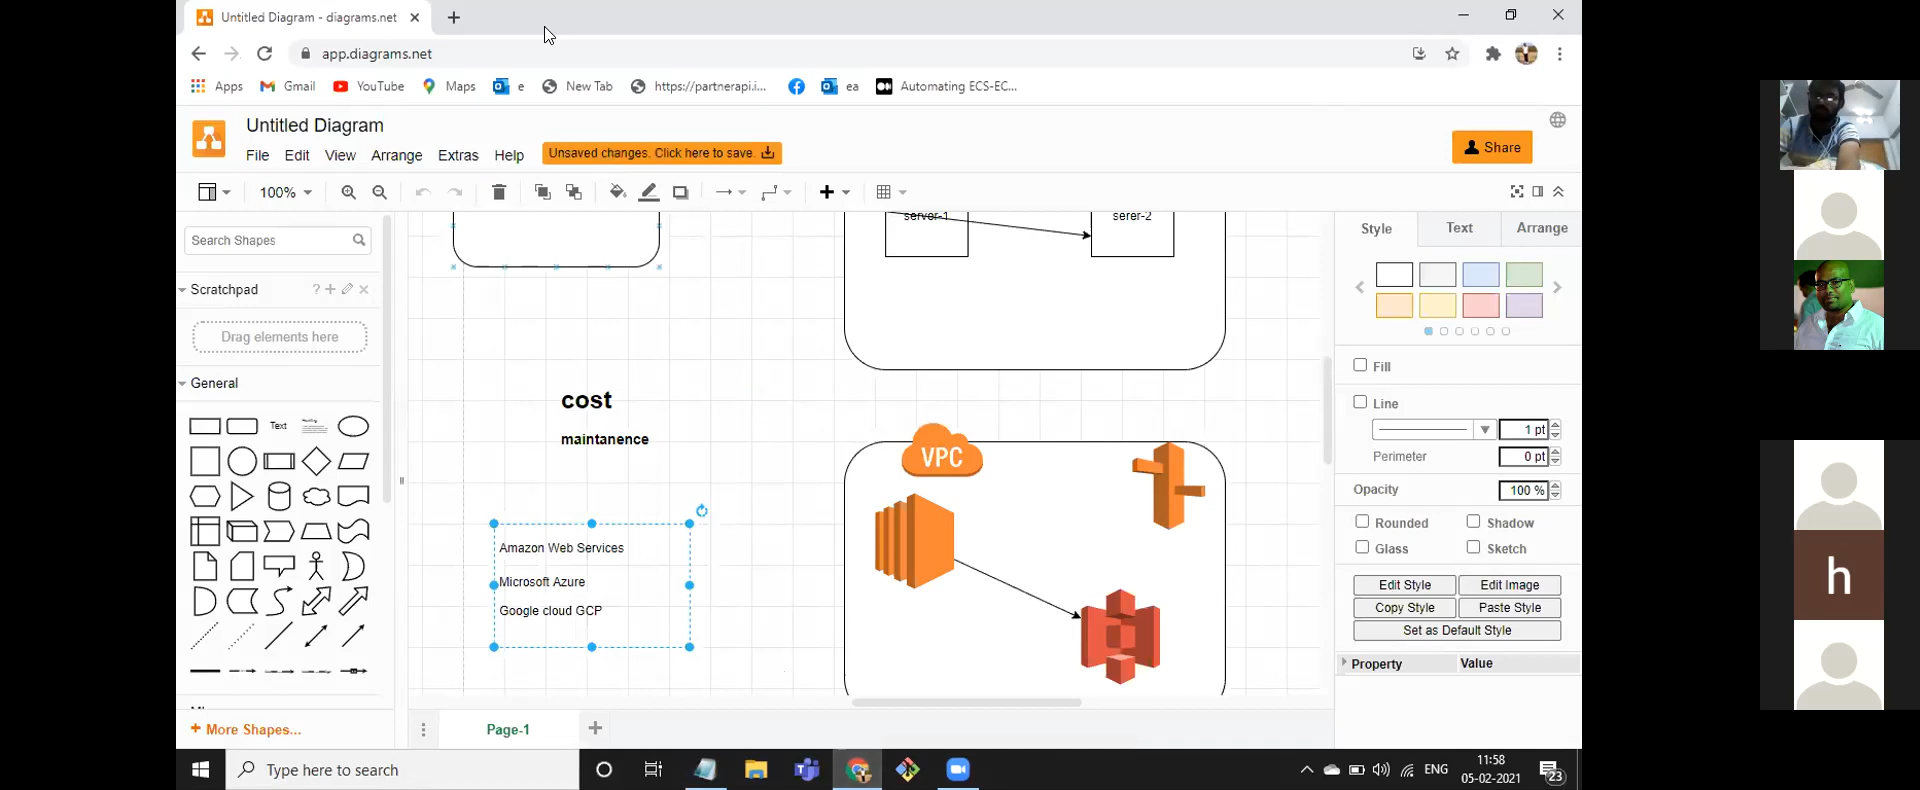 Untitled Diagram - diagrams.net
app.diagrams.net
Apps Gmail YouTube Maps e New Tab https://partnerapi.i... ea Automating ECS-EC...
Untitled Diagram
File Edit View Arrange Extras Help Unsaved changes. Click here to save. Share
100%
Search Shapes
Scratchpad
Drag elements here
General
Text
More Shapes...
server-1 serer-2
cost
maintanence
VPC
Amazon Web Services
Microsoft Azure
Google cloud GCP
Page-1
Style Text Arrange
Fill
Line
1 pt
Perimeter 0 pt
Opacity 100 %
Rounded Shadow
Glass Sketch
Edit Style Edit Image
Copy Style Paste Style
Set as Default Style
Property Value
h
Type here to search
ENG
11:58
05-02-2021
23